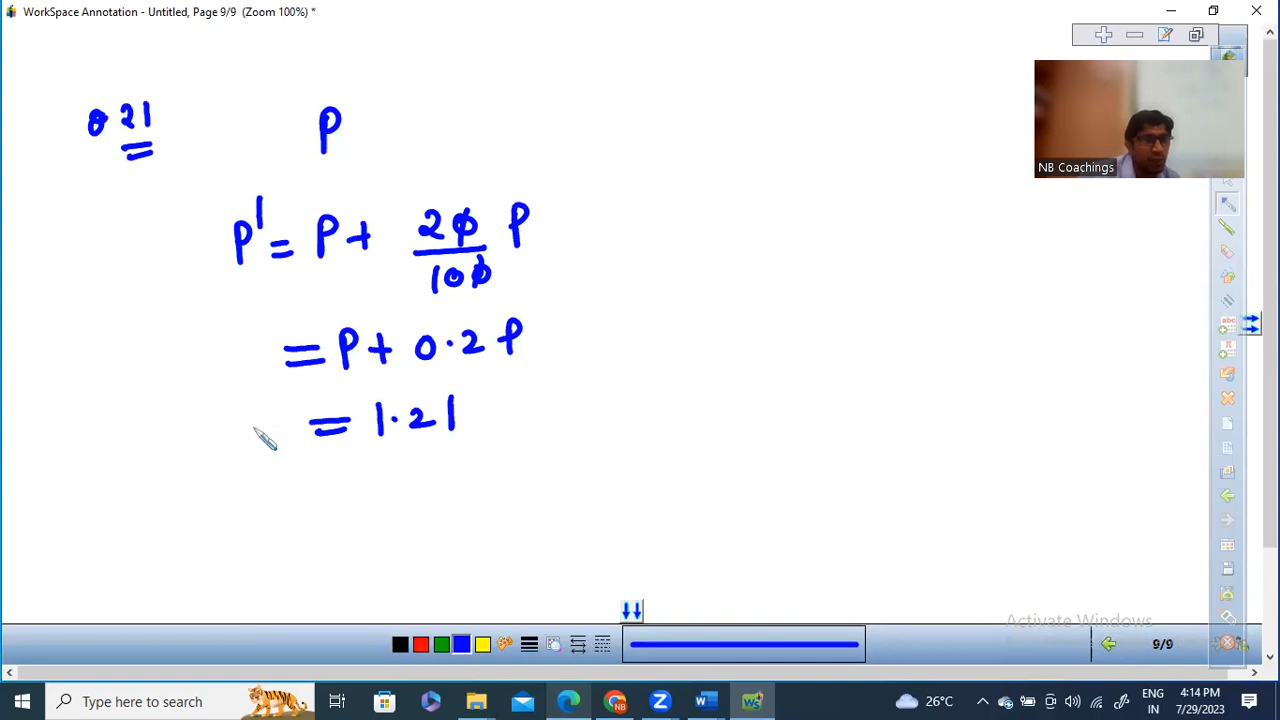 WorkSpace Annotation - Untitled, Page 9/9 (Zoom 100%) *
21
P
NB Coachings
P' = P + 20/100 P
= P + 0.2 P
= 1.21
Activate Windows
9/9
Type here to search
26°C
ENG
IN
4:14 PM
7/29/2023